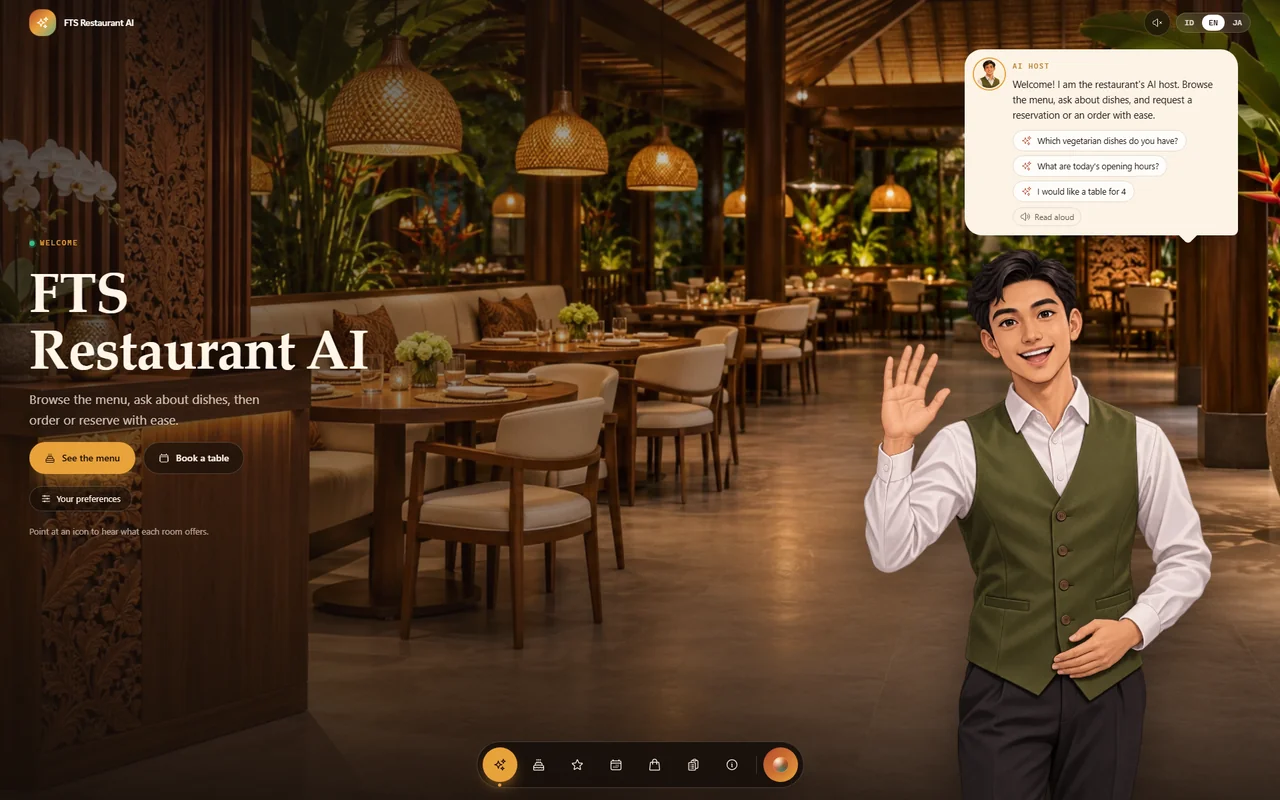 FTS Restaurant AI
ID EN JA
AI HOST
Welcome! I am the restaurant's AI host. Browse
the menu, ask about dishes, and request a
reservation or an order with ease.
Which vegetarian dishes do you have?
What are today's opening hours?
I would like a table for 4
Read aloud
WELCOME
FTS
Restaurant AI
Browse the menu, ask about dishes, then
order or reserve with ease.
See the menu
Book a table
Your preferences
Point at an icon to hear what each room offers.